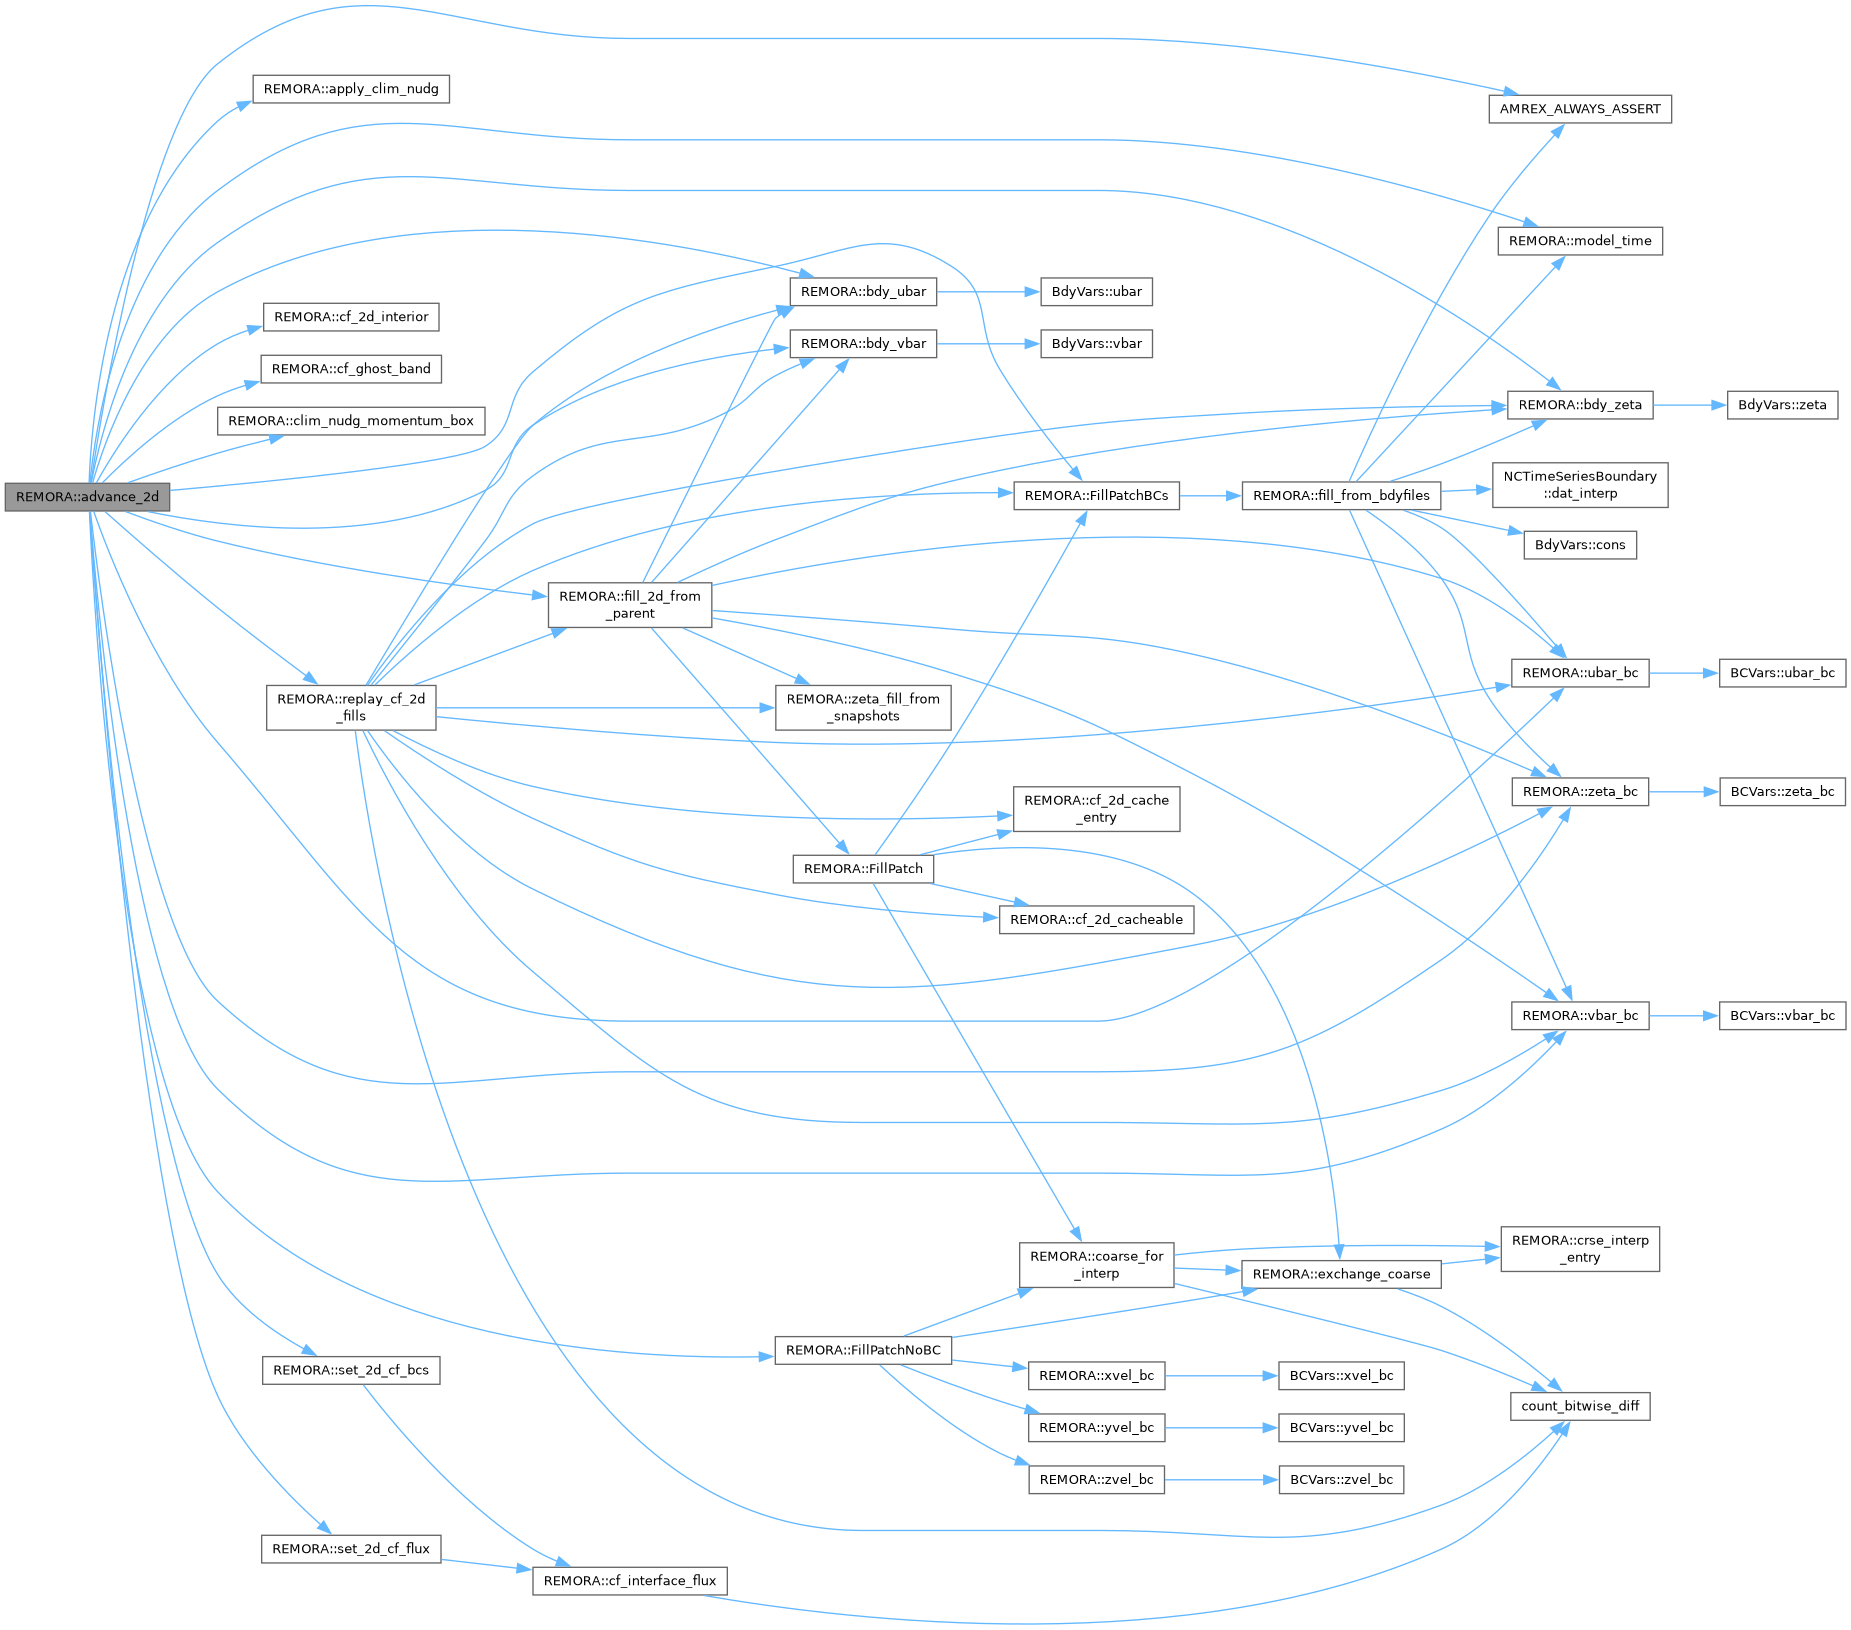 AMREX_ALWAYS_ASSERT
REMORA::apply_clim_nudg
REMORA::model_time
REMORA::bdy_ubar
BdyVars::ubar
REMORA::cf_2d_interior
REMORA::bdy_vbar
BdyVars::vbar
REMORA::cf_ghost_band
REMORA::bdy_zeta
BdyVars::zeta
REMORA::clim_nudg_momentum_box
NCTimeSeriesBoundary
::dat_interp
REMORA::advance_2d
REMORA::FillPatchBCs
REMORA::fill_from_bdyfiles
BdyVars::cons
REMORA::fill_2d_from
_parent
REMORA::ubar_bc
BCVars::ubar_bc
REMORA::replay_cf_2d
_fills
REMORA::zeta_fill_from
_snapshots
REMORA::zeta_bc
BCVars::zeta_bc
REMORA::cf_2d_cache
_entry
REMORA::FillPatch
REMORA::cf_2d_cacheable
REMORA::vbar_bc
BCVars::vbar_bc
REMORA::crse_interp
_entry
REMORA::coarse_for
_interp
REMORA::exchange_coarse
REMORA::FillPatchNoBC
REMORA::set_2d_cf_bcs
REMORA::xvel_bc
BCVars::xvel_bc
count_bitwise_diff
REMORA::yvel_bc
BCVars::yvel_bc
REMORA::zvel_bc
BCVars::zvel_bc
REMORA::set_2d_cf_flux
REMORA::cf_interface_flux